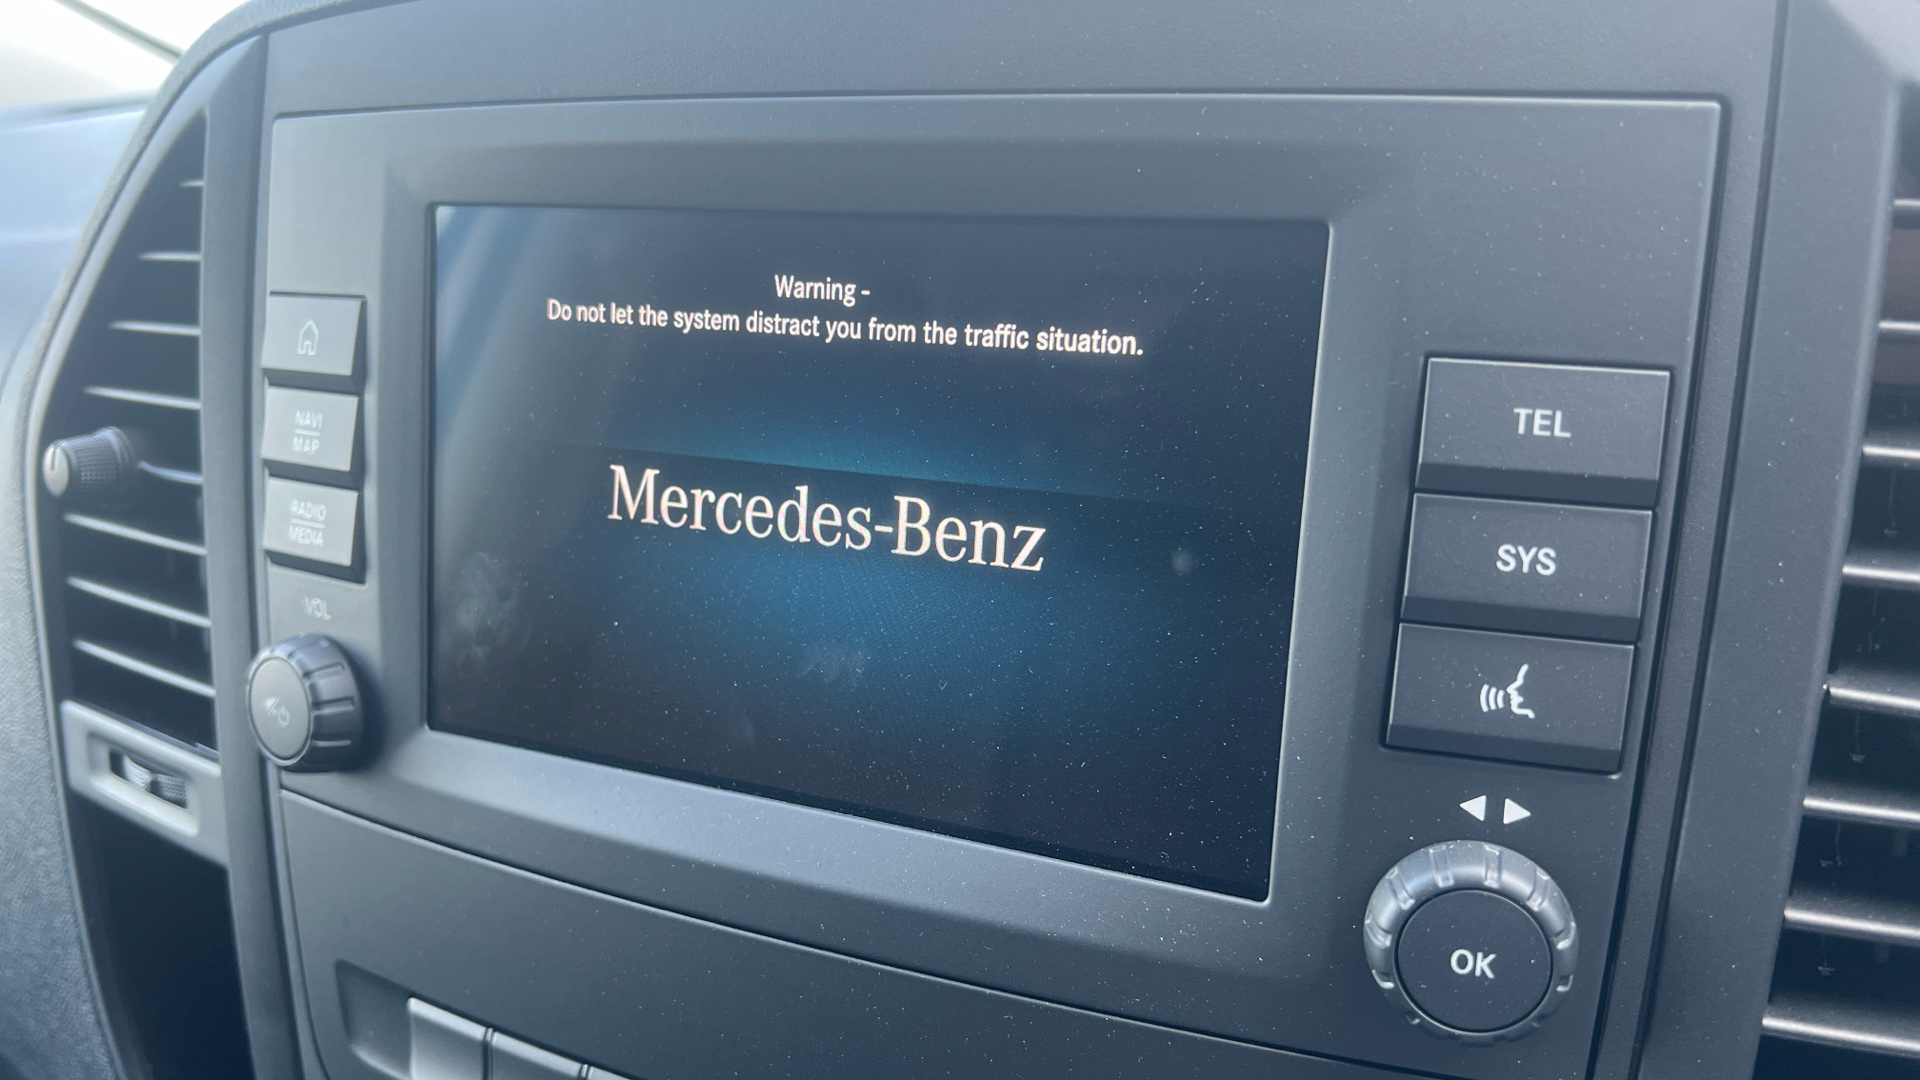 Warning -
Do not let the system distract you from the traffic situation.
Mercedes-Benz
NAVI
MAP
RADIO
MEDIA
VOL
TEL
SYS
OK